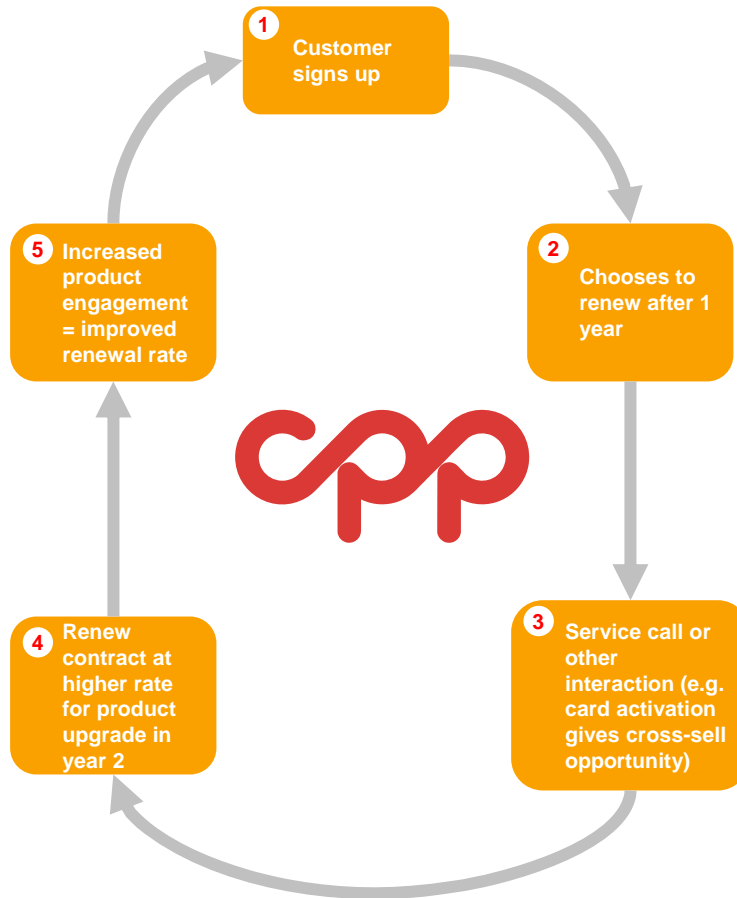 1
Customer
signs up
2
Chooses to
renew after 1
year
3
Service call or
other
interaction (e.g.
card activation
gives cross-sell
opportunity)
4
Renew
contract at
higher rate
for product
upgrade in
year 2
5
Increased
product
engagement
= improved
renewal rate
cpp